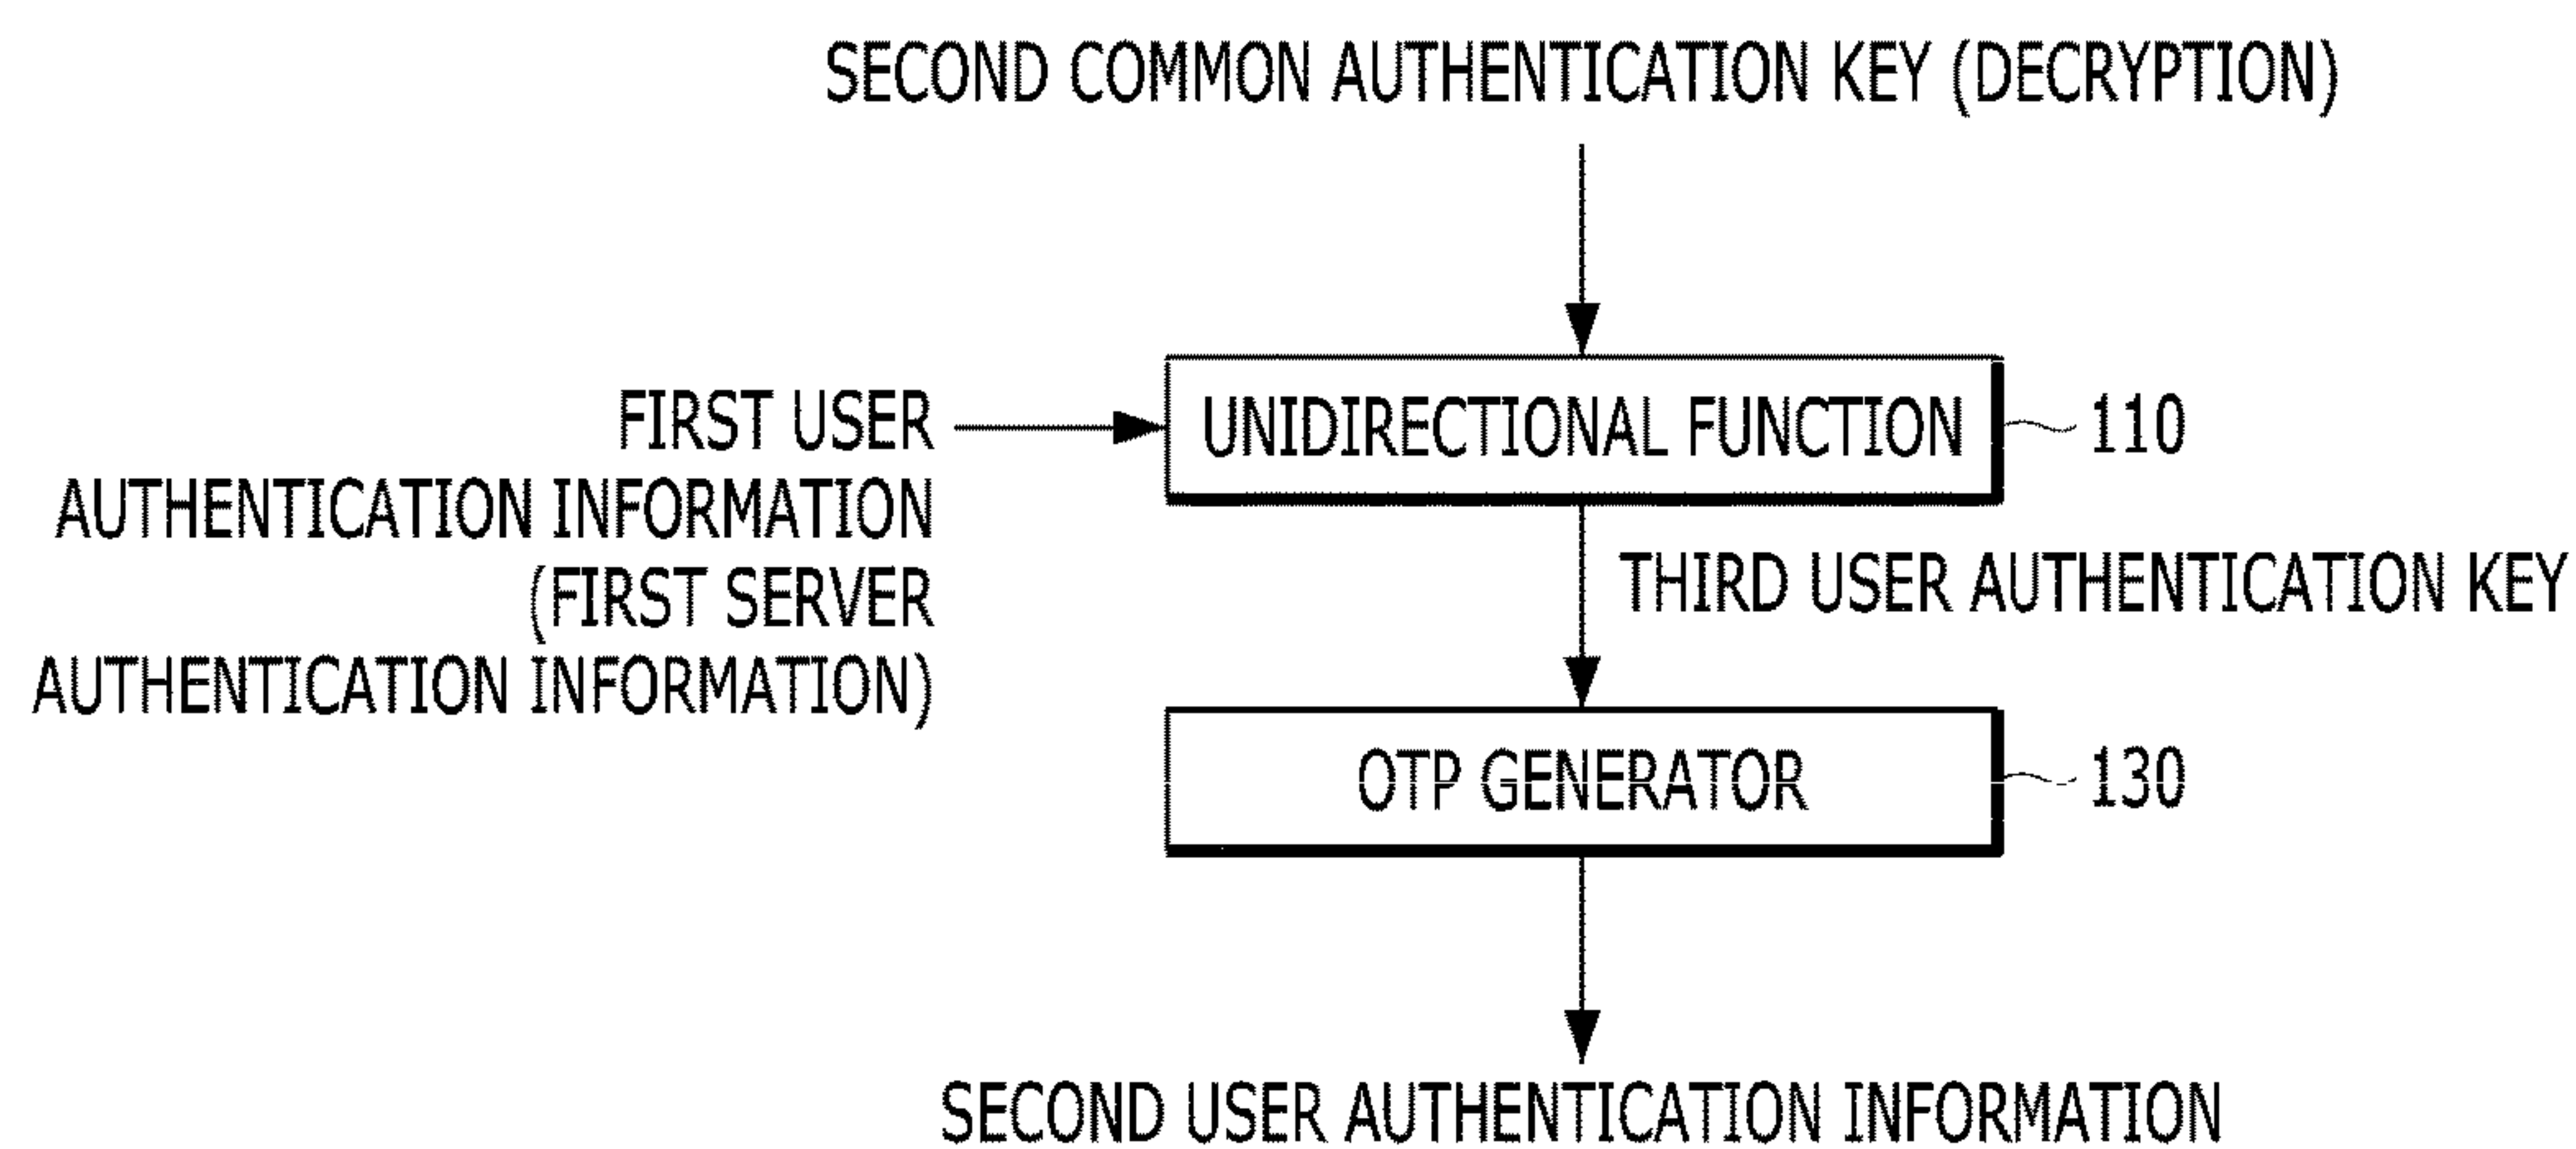 SECOND COMMON AUTHENTICATION KEY (DECRYPTION)
FIRST USER
AUTHENTICATION INFORMATION
(FIRST SERVER
AUTHENTICATION INFORMATION)
UNIDIRECTIONAL FUNCTION
110
THIRD USER AUTHENTICATION KEY
OTP GENERATOR
130
SECOND USER AUTHENTICATION INFORMATION